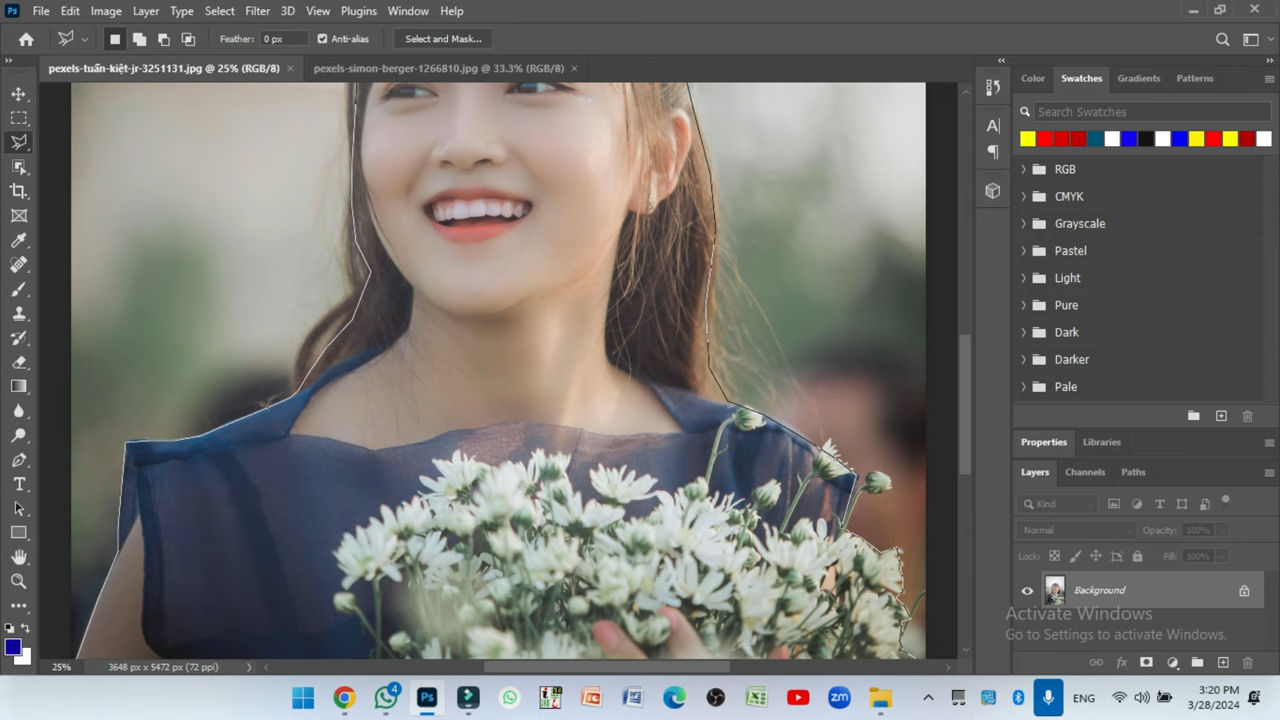 Ps File Edit Image Layer Type Select Filter 3D View Plugins Window Help
Feather: 0 px Anti-alias Select and Mask...
pexels-tuấn-kiệt-jr-3251131.jpg @ 25% (RGB/8) × pexels-simon-berger-1266810.jpg @ 33.3% (RGB/8) ×
Color Swatches Gradients Patterns
Search Swatches
RGB
CMYK
Grayscale
Pastel
Light
Pure
Dark
Darker
Pale
Properties Libraries
Layers Channels Paths
Kind
Normal Opacity: 100%
Lock: Fill: 100%
Background
Activate Windows
Go to Settings to activate Windows.
25% 3648 px x 5472 px (72 ppi)
4
Ps
zm
ENG
3:20 PM
3/28/2024